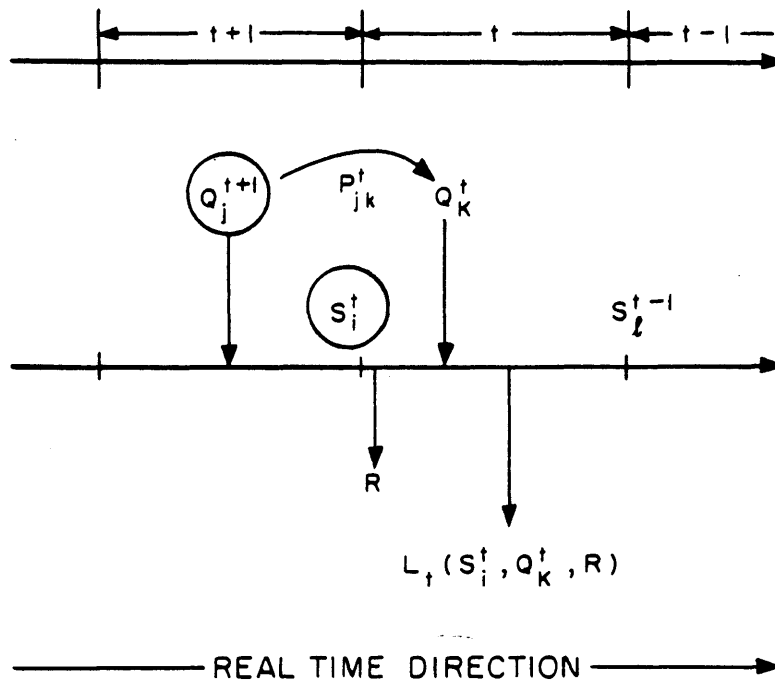 t+1 t t-1
Q_j^{t+1} P_{jk}^t Q_K^t
S_i^t S_ℓ^{t-1}
R
L_t (S_i^t, Q_K^t, R)
REAL TIME DIRECTION